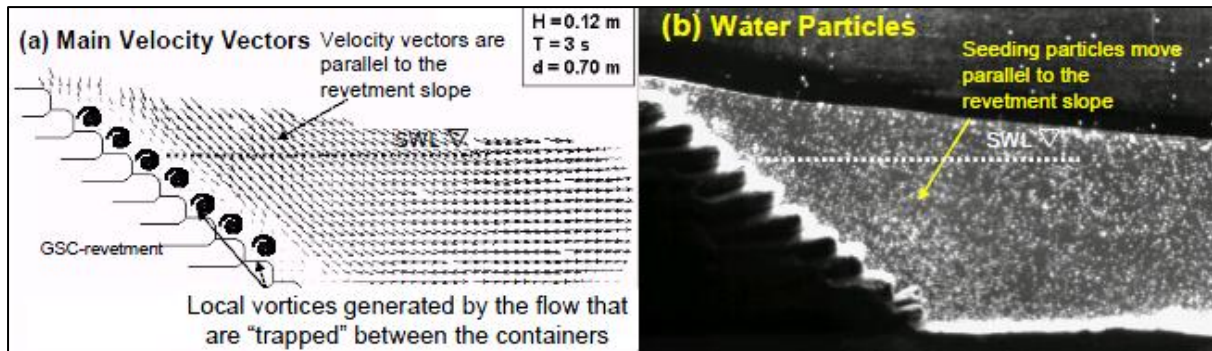 (a) Main Velocity Vectors
Velocity vectors are
parallel to the
revetment slope
H = 0.12 m
T = 3 s
d = 0.70 m
SWL
GSC-revetment
Local vortices generated by the flow that
are “trapped” between the containers
(b) Water Particles
Seeding particles move
parallel to the
revetment slope
SWL